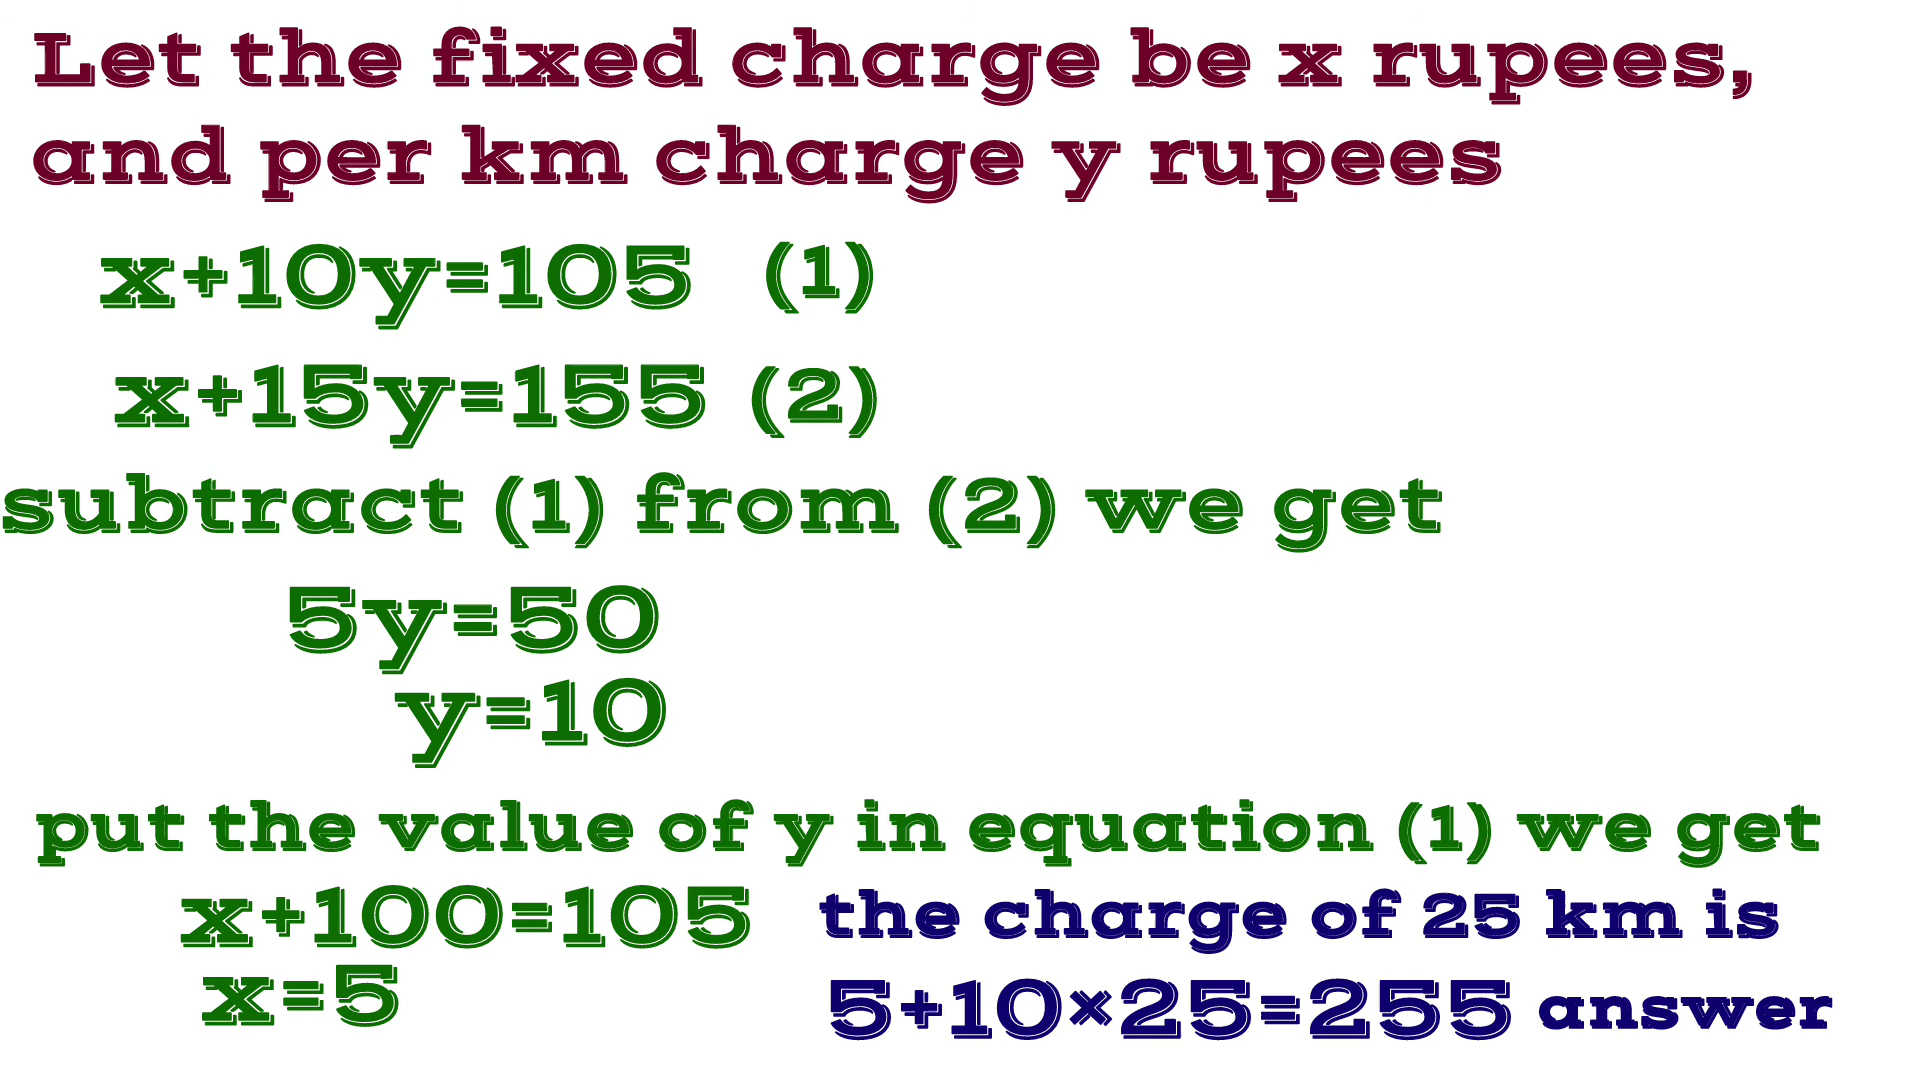 Let the fixed charge be x rupees,
and per km charge y rupees
x+10y=105 (1)
x+15y=155 (2)
subtract (1) from (2) we get
5y=50
y=10
put the value of y in equation (1) we get
x+100=105
x=5
the charge of 25 km is
5+10×25=255 answer